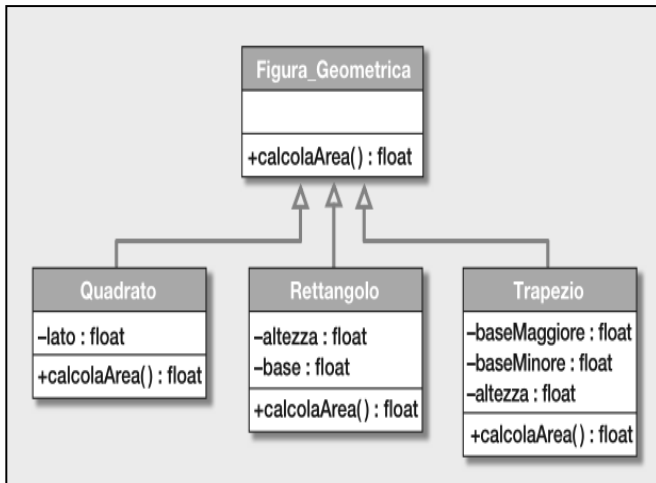 Figura_Geometrica
+calcolaArea() : float
Quadrato
–lato : float
+calcolaArea() : float
Rettangolo
–altezza : float
–base : float
+calcolaArea() : float
Trapezio
–baseMaggiore : float
–baseMinore : float
–altezza : float
+calcolaArea() : float